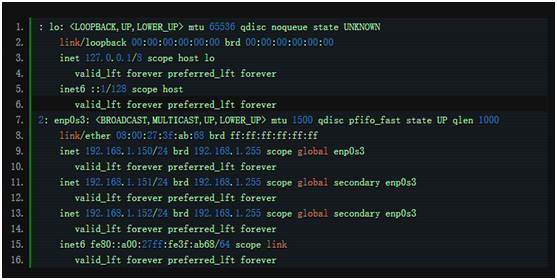 1. : lo: <LOOPBACK,UP,LOWER_UP> mtu 65536 qdisc noqueue state UNKNOWN
2. link/loopback 00:00:00:00:00:00 brd 00:00:00:00:00:00
3. inet 127.0.0.1/8 scope host lo
4. valid_lft forever preferred_lft forever
5. inet6 ::1/128 scope host
6. valid_lft forever preferred_lft forever
7. 2: enp0s3: <BROADCAST,MULTICAST,UP,LOWER_UP> mtu 1500 qdisc pfifo_fast state UP qlen 1000
8. link/ether 08:00:27:3f:ab:68 brd ff:ff:ff:ff:ff:ff
9. inet 192.168.1.150/24 brd 192.168.1.255 scope global enp0s3
10. valid_lft forever preferred_lft forever
11. inet 192.168.1.151/24 brd 192.168.1.255 scope global secondary enp0s3
12. valid_lft forever preferred_lft forever
13. inet 192.168.1.152/24 brd 192.168.1.255 scope global secondary enp0s3
14. valid_lft forever preferred_lft forever
15. inet6 fe80::a00:27ff:fe3f:ab68/64 scope link
16. valid_lft forever preferred_lft forever